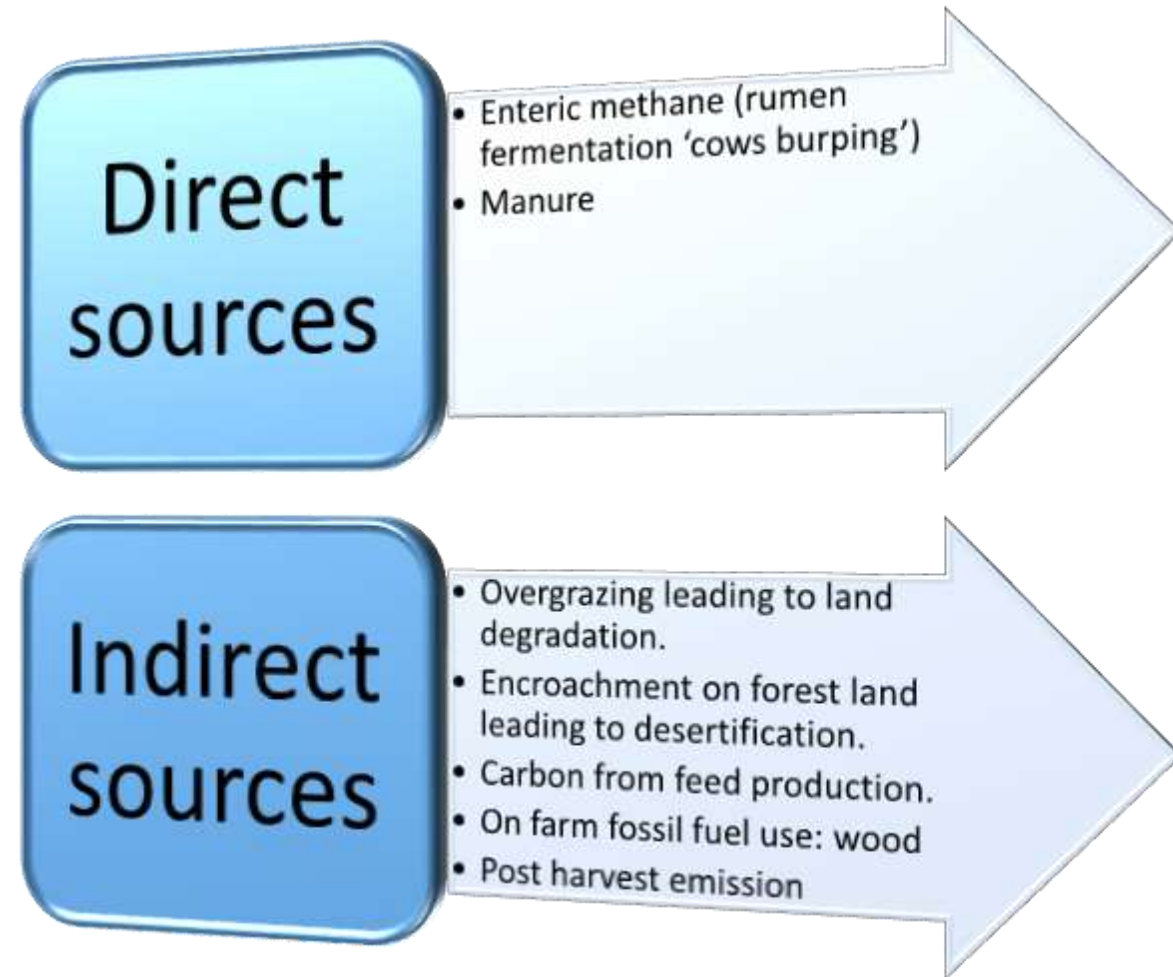 Direct
sources
• Enteric methane (rumen
fermentation ‘cows burping’)
• Manure
Indirect
sources
• Overgrazing leading to land
degradation.
• Encroachment on forest land
leading to desertification.
• Carbon from feed production.
• On farm fossil fuel use: wood
• Post harvest emission